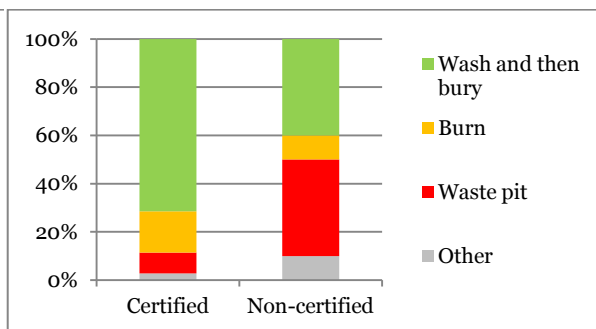 100%
80%
60%
40%
20%
0%
Certified
Non-certified
Wash and then
bury
Burn
Waste pit
Other